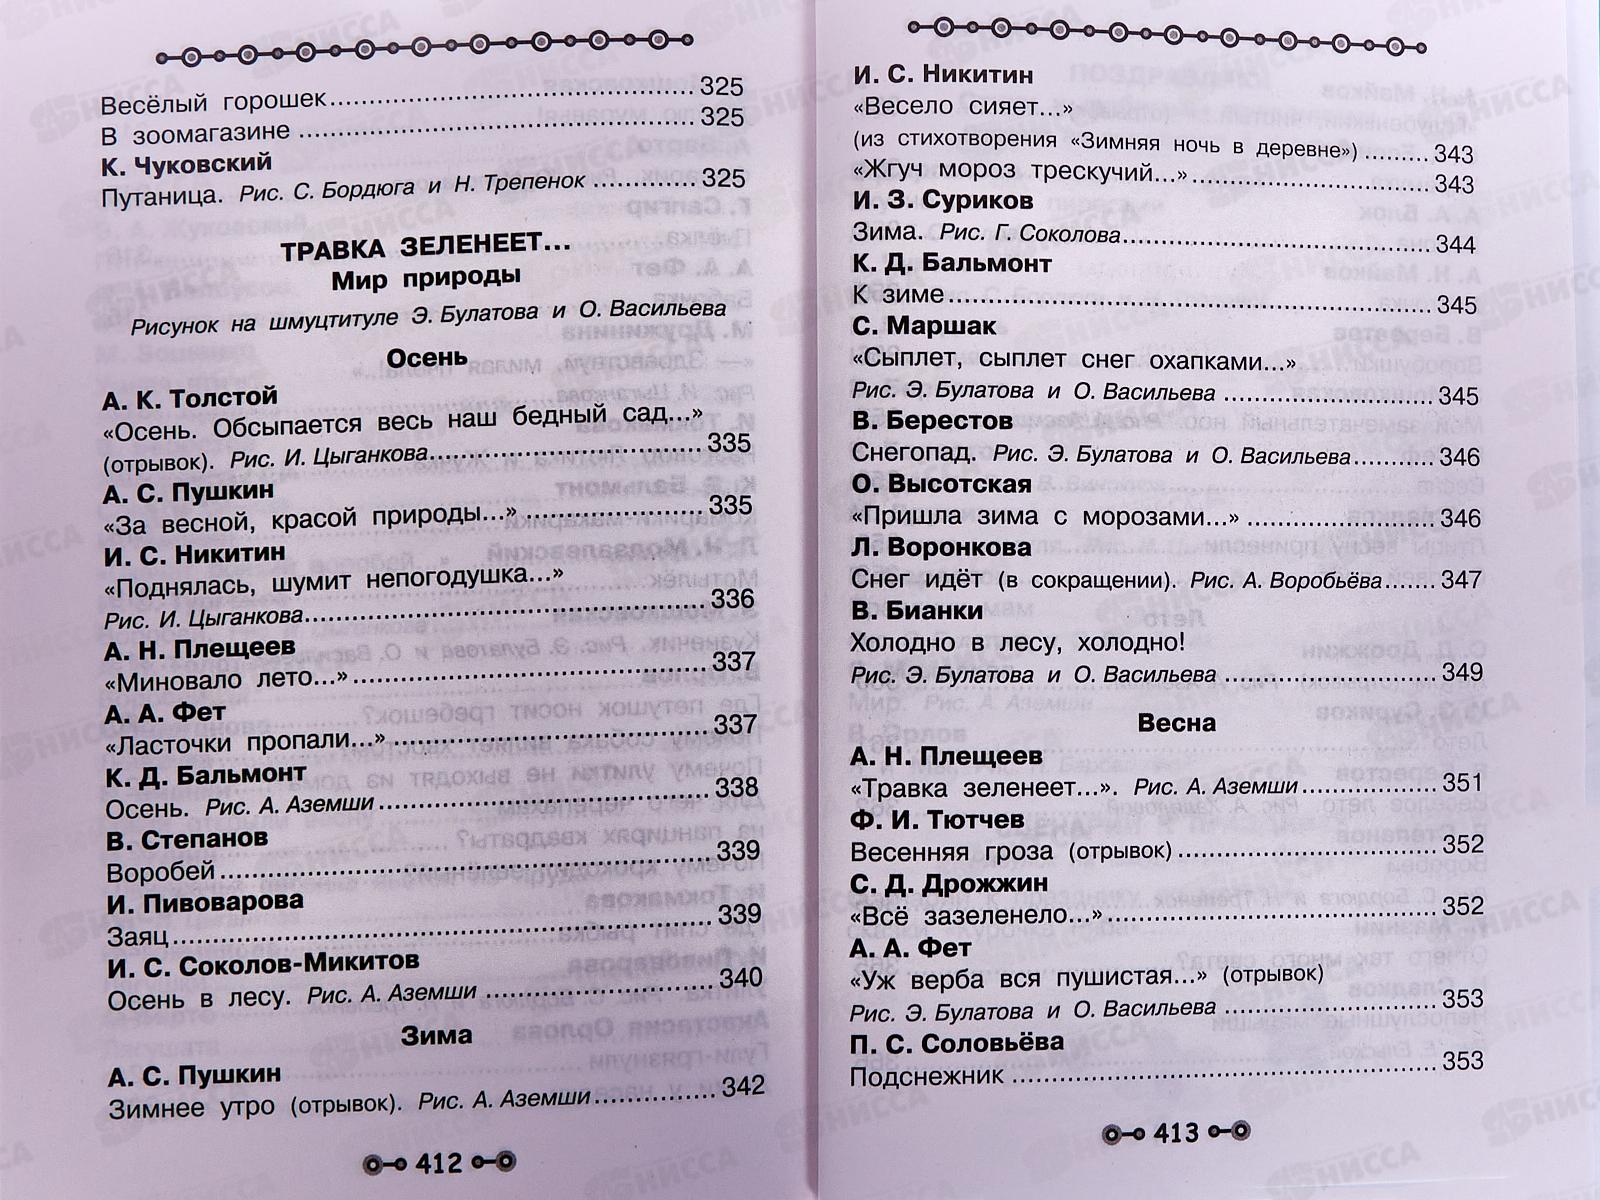 Весёлый горошек........................................325
В зоомагазине ........................................325
К. Чуковский
Путаница. Рис. С. Бордюга и Н. Трепенок ............325
ТРАВКА ЗЕЛЕНЕЕТ...
Мир природы
Рисунок на шмуцтитуле Э. Булатова и О. Васильева
Осень
А. К. Толстой
«Осень. Обсыпается весь наш бедный сад...»
(отрывок). Рис. И. Цыганкова........................335
А. С. Пушкин
«За весной, красой природы...» ........................335
И. С. Никитин
«Поднялась, шумит непогодушка...»
Рис. И. Цыганкова........................................336
А. Н. Плещеев
«Миновало лето...»........................................337
А. А. Фет
«Ласточки пропали...»........................................337
К. Д. Бальмонт
Осень. Рис. А. Аземши........................................338
В. Степанов
Воробей........................................339
И. Пивоварова
Заяц........................................339
И. С. Соколов-Микитов
Осень в лесу. Рис. А. Аземши........................340
Зима
А. С. Пушкин
Зимнее утро (отрывок). Рис. А. Аземши................342
412
И. С. Никитин
«Весело сияет...»
(из стихотворения «Зимняя ночь в деревне»)........343
«Жгуч мороз трескучий...»........................343
И. З. Суриков
Зима. Рис. Г. Соколова........................................344
К. Д. Бальмонт
К зиме........................................345
С. Маршак
«Сыплет, сыплет снег охапками...»
Рис. Э. Булатова и О. Васильева ........................345
В. Берестов
Снегопад. Рис. Э. Булатова и О. Васильева............346
О. Высотская
«Пришла зима с морозами...» ........................346
Л. Воронкова
Снег идёт (в сокращении). Рис. А. Воробьёва........347
В. Бианки
Холодно в лесу, холодно!
Рис. Э. Булатова и О. Васильева ........................349
Весна
А. Н. Плещеев
«Травка зеленеет...». Рис. А. Аземши................351
Ф. И. Тютчев
Весенняя гроза (отрывок)........................352
С. Д. Дрожжин
«Всё зазеленело...»........................................352
А. А. Фет
«Уж верба вся пушистая...» (отрывок)
Рис. Э. Булатова и О. Васильева ........................353
П. С. Соловьёва
Подснежник ........................................353
413